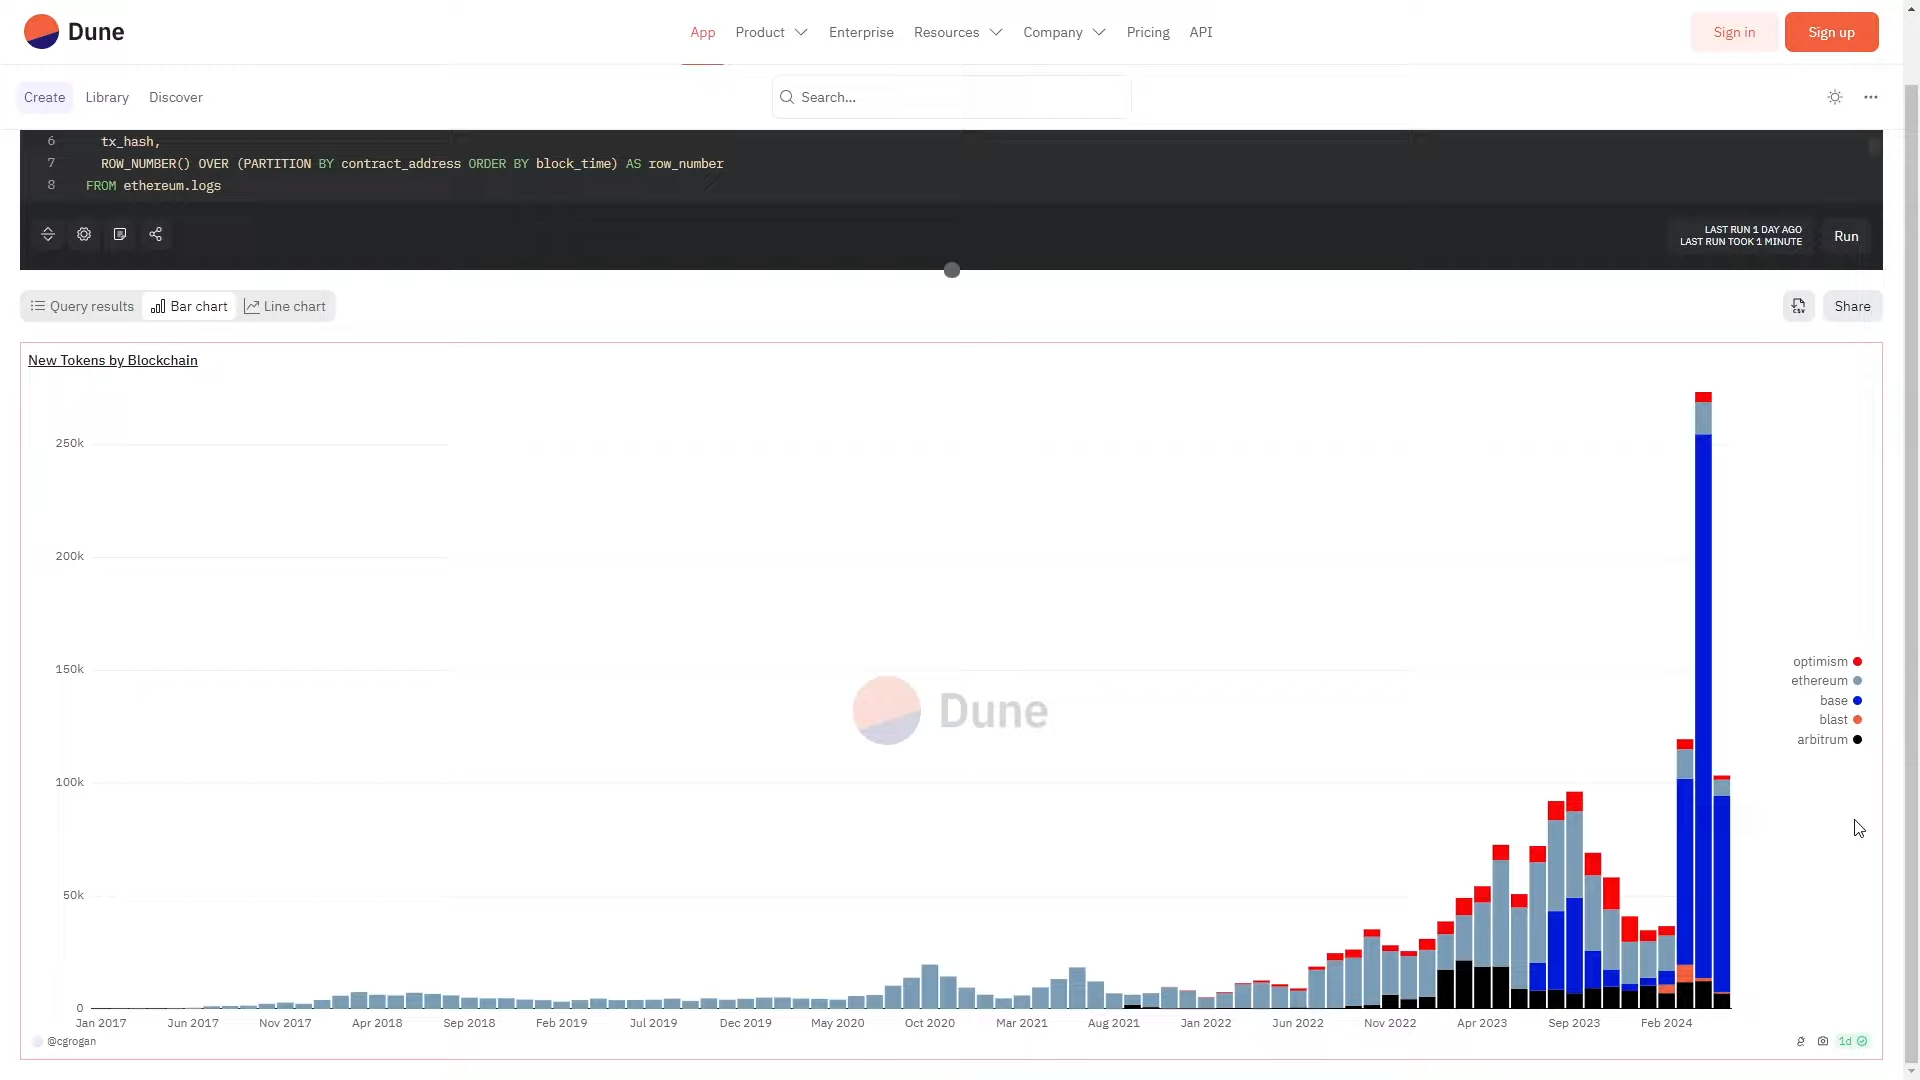 Dune
App Product Enterprise Resources Company Pricing API
Sign in Sign up
Create Library Discover
Search...
6 tx_hash,
7 ROW_NUMBER() OVER (PARTITION BY contract_address ORDER BY block_time) AS row_number
8 FROM ethereum.logs
LAST RUN 1 DAY AGO
LAST RUN TOOK 1 MINUTE
Run
Query results Bar chart Line chart
CSV Share
New Tokens by Blockchain
250k
200k
150k
100k
50k
0
Dune
optimism
ethereum
base
blast
arbitrum
Jan 2017 Jun 2017 Nov 2017 Apr 2018 Sep 2018 Feb 2019 Jul 2019 Dec 2019 May 2020 Oct 2020 Mar 2021 Aug 2021 Jan 2022 Jun 2022 Nov 2022 Apr 2023 Sep 2023 Feb 2024
@cgrogan
1d